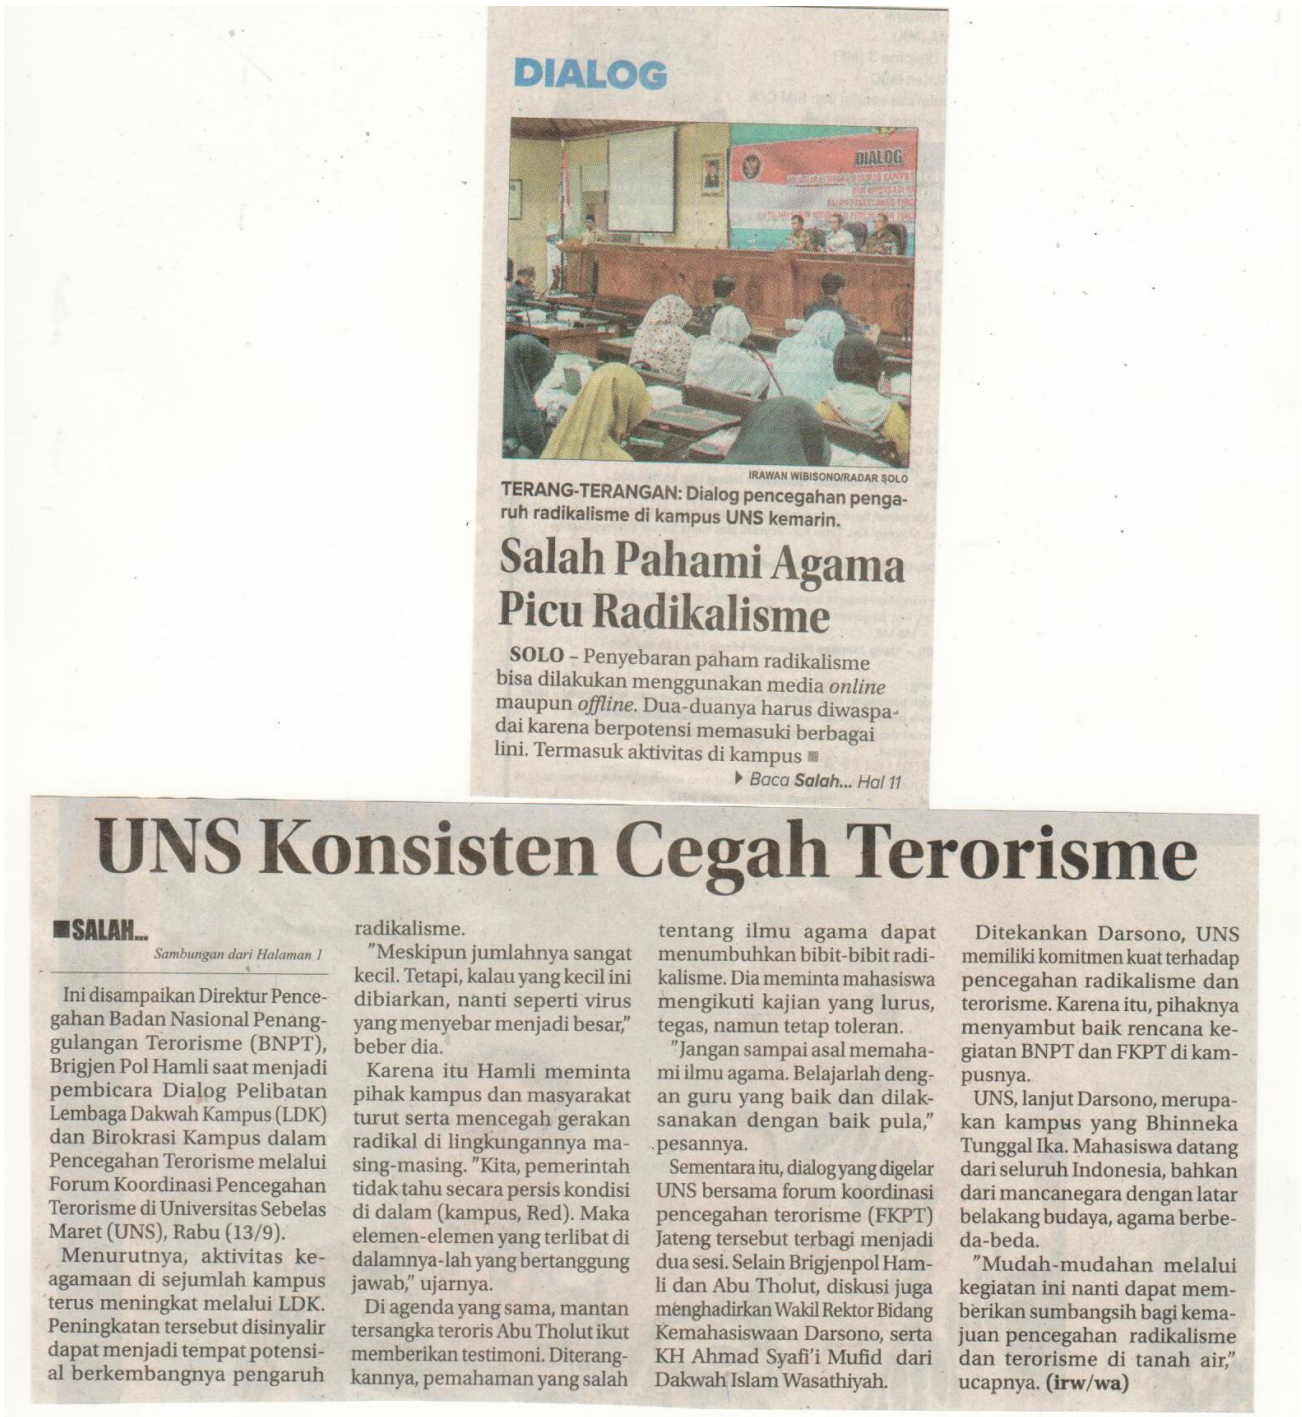 DIALOG
DIALOG
IRAWAN WIBISONO/RADAR SOLO
TERANG-TERANGAN: Dialog pencegahan penga-
ruh radikalisme di kampus UNS kemarin.
Salah Pahami Agama
Picu Radikalisme
SOLO – Penyebaran paham radikalisme
bisa dilakukan menggunakan media online
maupun offline. Dua-duanya harus diwaspa-
dai karena berpotensi memasuki berbagai
lini. Termasuk aktivitas di kampus
Baca Salah... Hal 11
UNS Konsisten Cegah Terorisme
SALAH...
Sambungan dari Halaman 1
Ini disampaikan Direktur Pence-
gahan Badan Nasional Penang-
gulangan Terorisme (BNPT),
Brigjen Pol Hamli saat menjadi
pembicara Dialog Pelibatan
Lembaga Dakwah Kampus (LDK)
dan Birokrasi Kampus dalam
Pencegahan Terorisme melalui
Forum Koordinasi Pencegahan
Terorisme di Universitas Sebelas
Maret (UNS), Rabu (13/9).
Menurutnya, aktivitas ke-
agamaan di sejumlah kampus
terus meningkat melalui LDK.
Peningkatan tersebut disinyalir
dapat menjadi tempat potensi-
al berkembangnya pengaruh
radikalisme.
"Meskipun jumlahnya sangat
kecil. Tetapi, kalau yang kecil ini
dibiarkan, nanti seperti virus
yang menyebar menjadi besar,"
beber dia.
Karena itu Hamli meminta
pihak kampus dan masyarakat
turut serta mencegah gerakan
radikal di lingkungannya ma-
sing-masing. "Kita, pemerintah
tidak tahu secara persis kondisi
di dalam (kampus, Red). Maka
elemen-elemen yang terlibat di
dalamnya-lah yang bertanggung
jawab," ujarnya.
Di agenda yang sama, mantan
tersangka teroris Abu Tholut ikut
memberikan testimoni. Diterang-
kannya, pemahaman yang salah
tentang ilmu agama dapat
menumbuhkan bibit-bibit radi-
kalisme. Dia meminta mahasiswa
mengikuti kajian yang lurus,
tegas, namun tetap toleran.
"Jangan sampai asal memaha-
mi ilmu agama. Belajarlah deng-
an guru yang baik dan dilak-
sanakan dengan baik pula,"
pesannya.
Sementara itu, dialog yang digelar
UNS bersama forum koordinasi
pencegahan terorisme (FKPT)
Jateng tersebut terbagi menjadi
dua sesi. Selain Brigjenpol Ham-
li dan Abu Tholut, diskusi juga
menghadirkan Wakil Rektor Bidang
Kemahasiswaan Darsono, serta
KH Ahmad Syafi'i Mufid dari
Dakwah Islam Wasathiyah.
Ditekankan Darsono, UNS
memiliki komitmen kuat terhadap
pencegahan radikalisme dan
terorisme. Karena itu, pihaknya
menyambut baik rencana ke-
giatan BNPT dan FKPT di kam-
pusnya.
UNS, lanjut Darsono, merupa-
kan kampus yang Bhinneka
Tunggal Ika. Mahasiswa datang
dari seluruh Indonesia, bahkan
dari mancanegara dengan latar
belakang budaya, agama berbe-
da-beda.
"Mudah-mudahan melalui
kegiatan ini nanti dapat mem-
berikan sumbangsih bagi kema-
juan pencegahan radikalisme
dan terorisme di tanah air,"
ucapnya. (irw/wa)